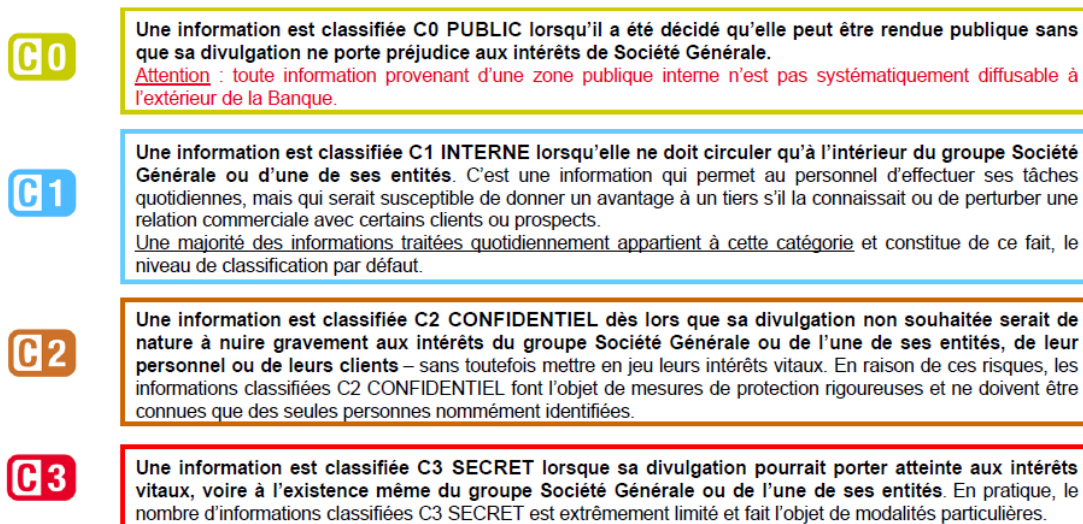 C0
Une information est classifiée C0 PUBLIC lorsqu'il a été décidé qu'elle peut être rendue publique sans
que sa divulgation ne porte préjudice aux intérêts de Société Générale.
Attention : toute information provenant d'une zone publique interne n'est pas systématiquement diffusable à
l'extérieur de la Banque.
C1
Une information est classifiée C1 INTERNE lorsqu'elle ne doit circuler qu'à l'intérieur du groupe Société
Générale ou d'une de ses entités. C'est une information qui permet au personnel d'effectuer ses tâches
quotidiennes, mais qui serait susceptible de donner un avantage à un tiers s'il la connaissait ou de perturber une
relation commerciale avec certains clients ou prospects.
Une majorité des informations traitées quotidiennement appartient à cette catégorie et constitue de ce fait, le
niveau de classification par défaut.
C2
Une information est classifiée C2 CONFIDENTIEL dès lors que sa divulgation non souhaitée serait de
nature à nuire gravement aux intérêts du groupe Société Générale ou de l'une de ses entités, de leur
personnel ou de leurs clients – sans toutefois mettre en jeu leurs intérêts vitaux. En raison de ces risques, les
informations classifiées C2 CONFIDENTIEL font l'objet de mesures de protection rigoureuses et ne doivent être
connues que des seules personnes nommément identifiées.
C3
Une information est classifiée C3 SECRET lorsque sa divulgation pourrait porter atteinte aux intérêts
vitaux, voire à l'existence même du groupe Société Générale ou de l'une de ses entités. En pratique, le
nombre d'informations classifiées C3 SECRET est extrêmement limité et fait l'objet de modalités particulières.